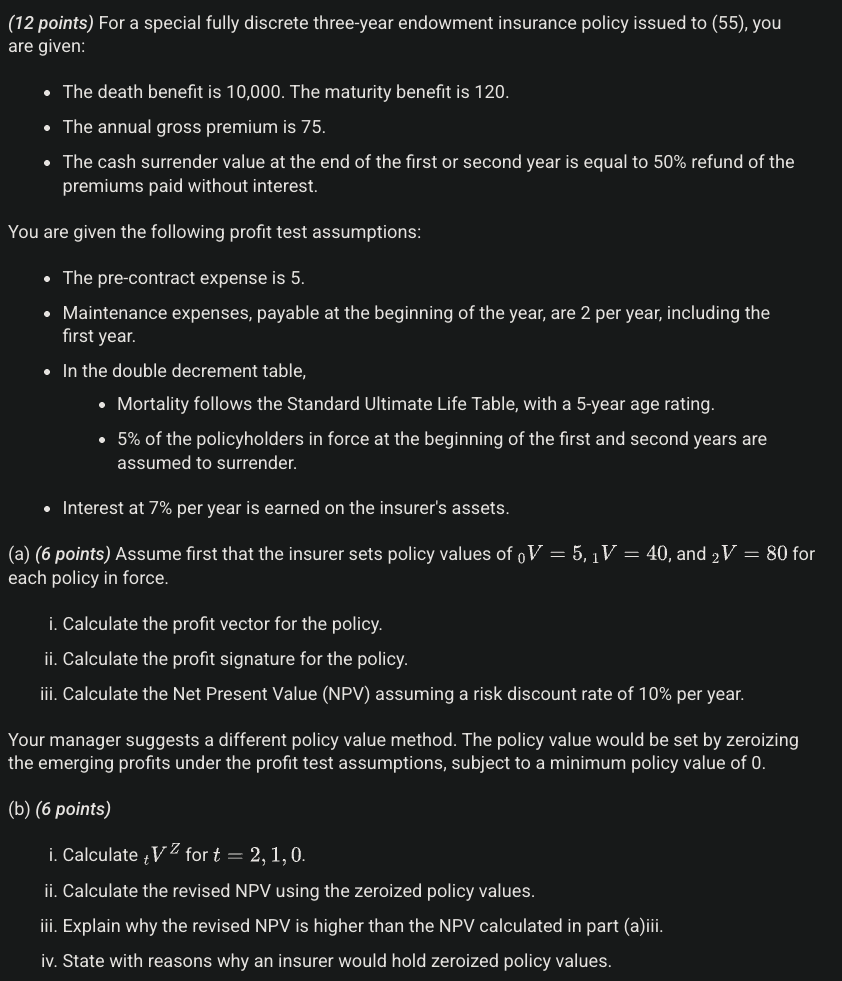 (12 points) For a special fully discrete three-year endowment insurance policy issued to (55), you
are given:
• The death benefit is 10,000. The maturity benefit is 120.
• The annual gross premium is 75.
• The cash surrender value at the end of the first or second year is equal to 50% refund of the
premiums paid without interest.
You are given the following profit test assumptions:
• The pre-contract expense is 5.
• Maintenance expenses, payable at the beginning of the year, are 2 per year, including the
first year.
• In the double decrement table,
• Mortality follows the Standard Ultimate Life Table, with a 5-year age rating.
• 5% of the policyholders in force at the beginning of the first and second years are
assumed to surrender.
• Interest at 7% per year is earned on the insurer's assets.
(a) (6 points) Assume first that the insurer sets policy values of ₀V = 5, ₁V = 40, and ₂V = 80 for
each policy in force.
i. Calculate the profit vector for the policy.
ii. Calculate the profit signature for the policy.
iii. Calculate the Net Present Value (NPV) assuming a risk discount rate of 10% per year.
Your manager suggests a different policy value method. The policy value would be set by zeroizing
the emerging profits under the profit test assumptions, subject to a minimum policy value of 0.
(b) (6 points)
i. Calculate ₜV^Z for t = 2, 1, 0.
ii. Calculate the revised NPV using the zeroized policy values.
iii. Explain why the revised NPV is higher than the NPV calculated in part (a)iii.
iv. State with reasons why an insurer would hold zeroized policy values.